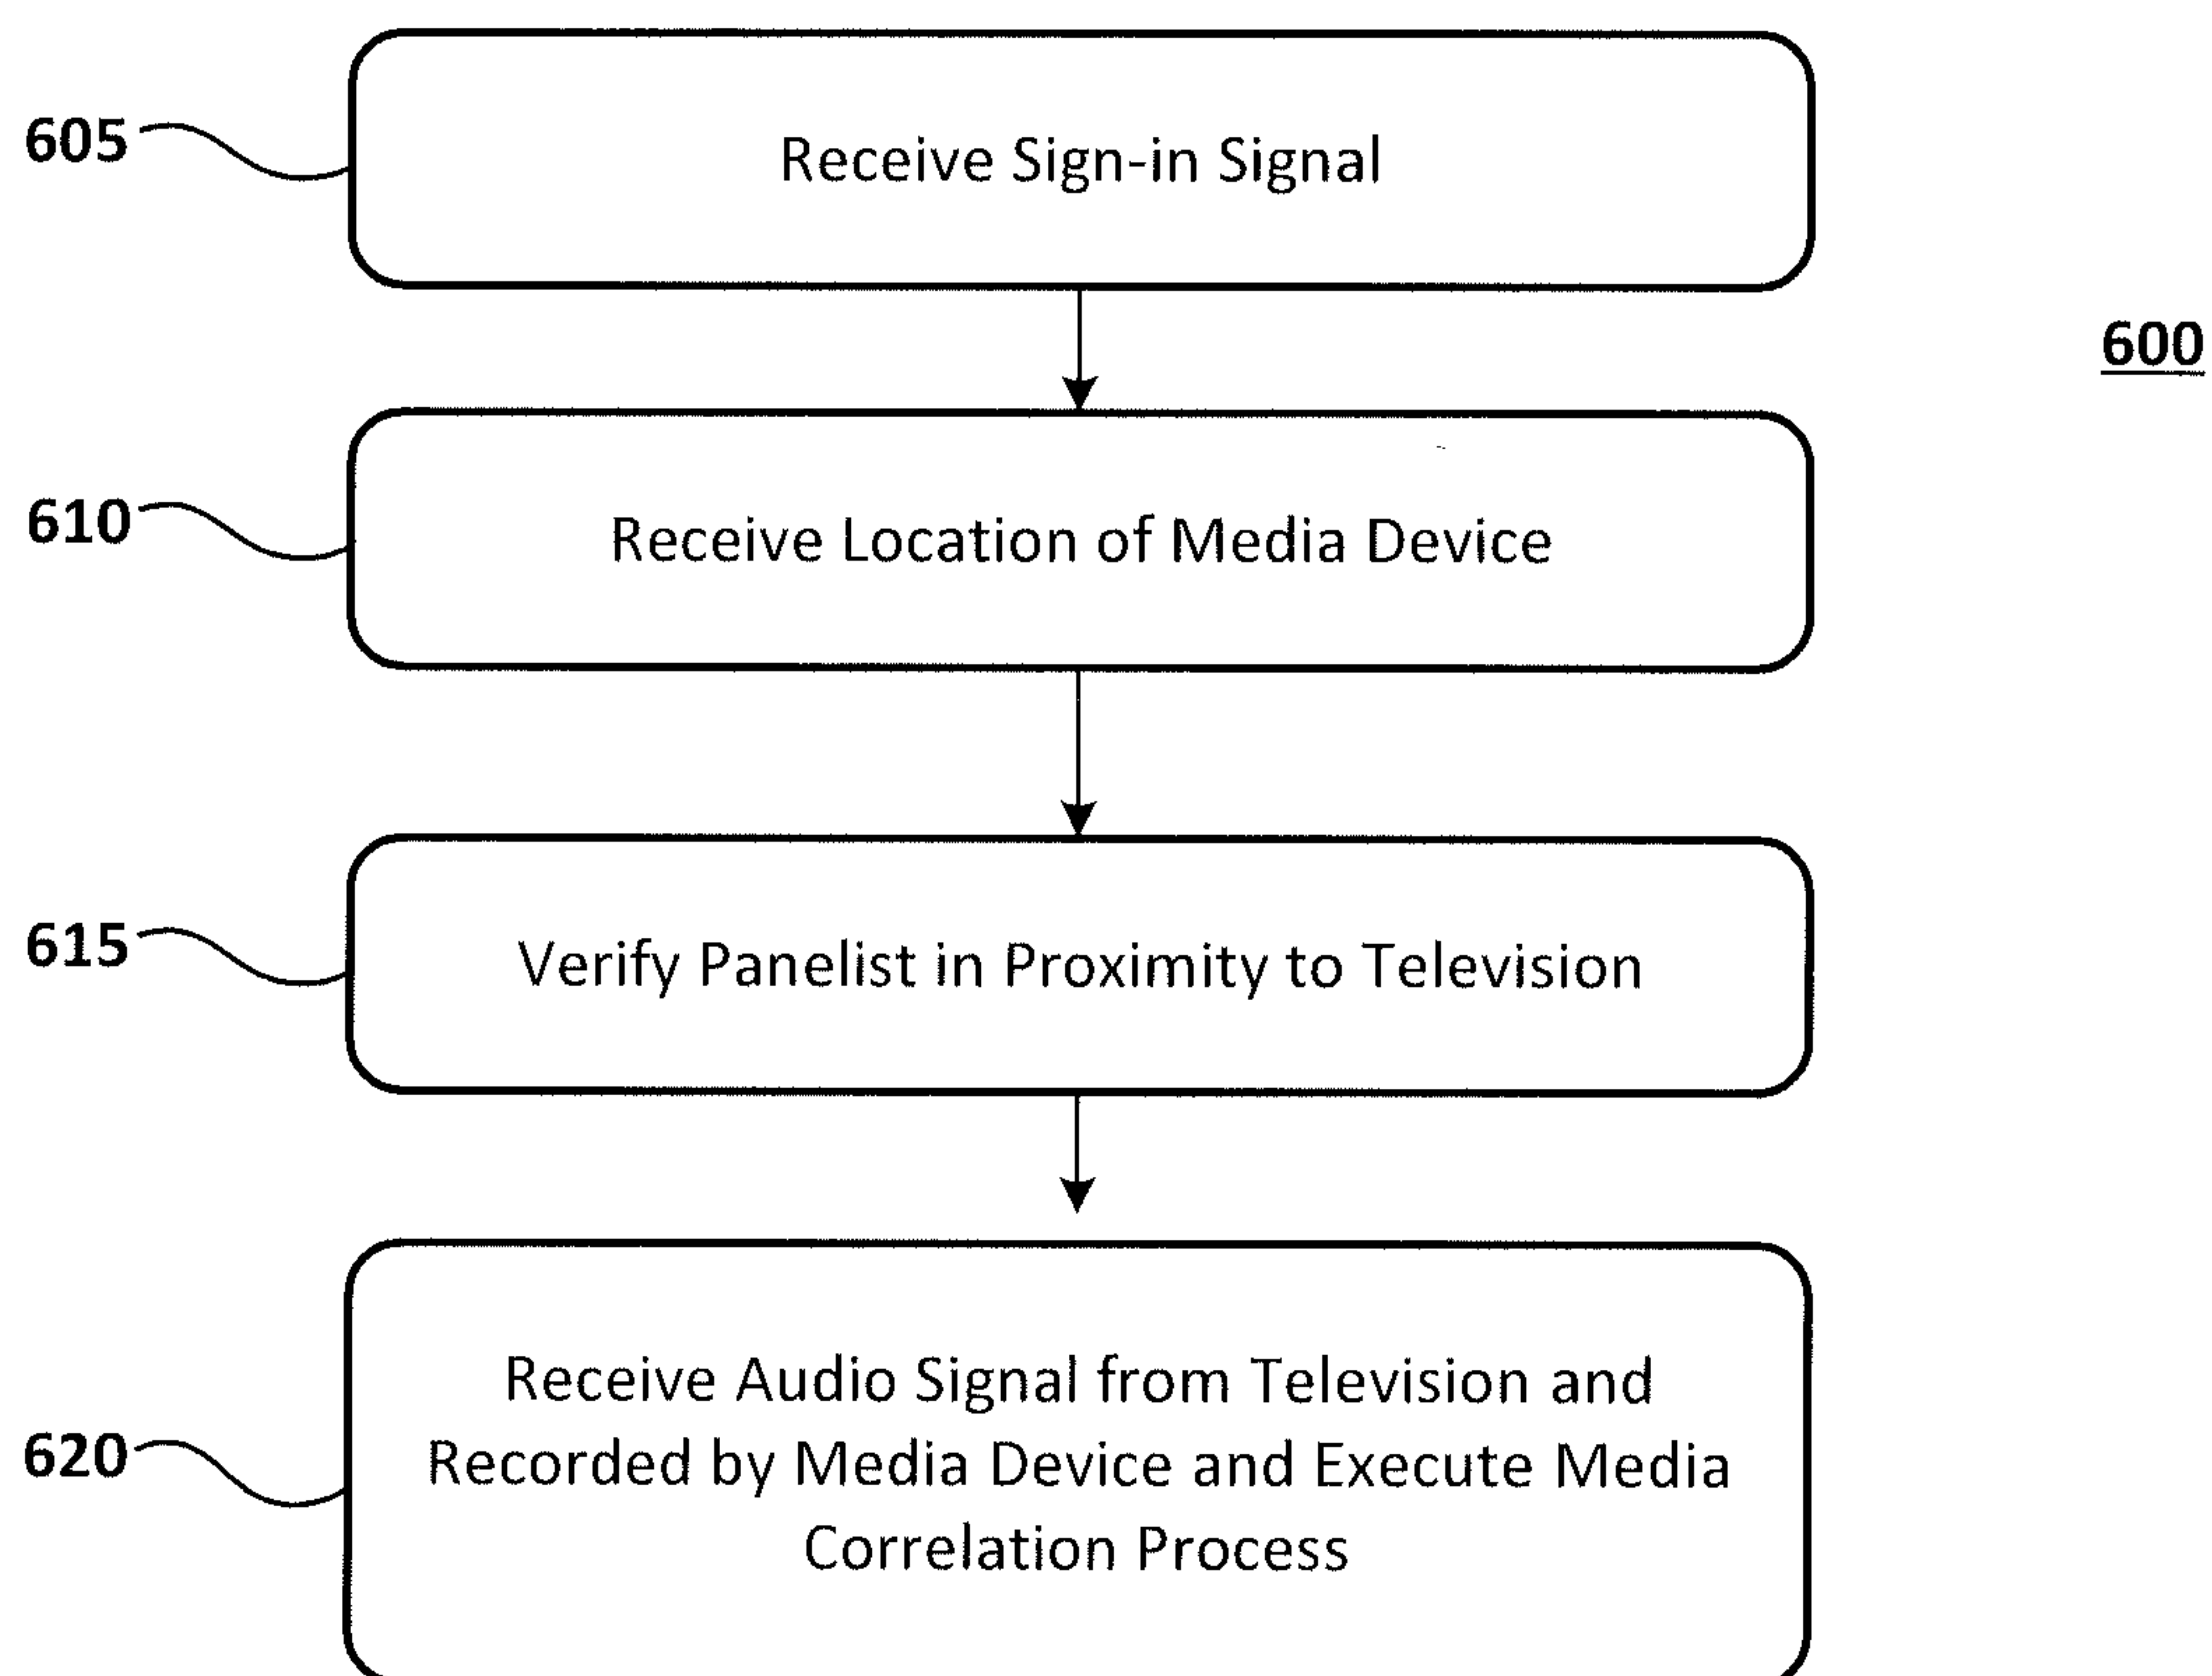 605
Receive Sign-in Signal
600
610
Receive Location of Media Device
615
Verify Panelist in Proximity to Television
620
Receive Audio Signal from Television and
Recorded by Media Device and Execute Media
Correlation Process